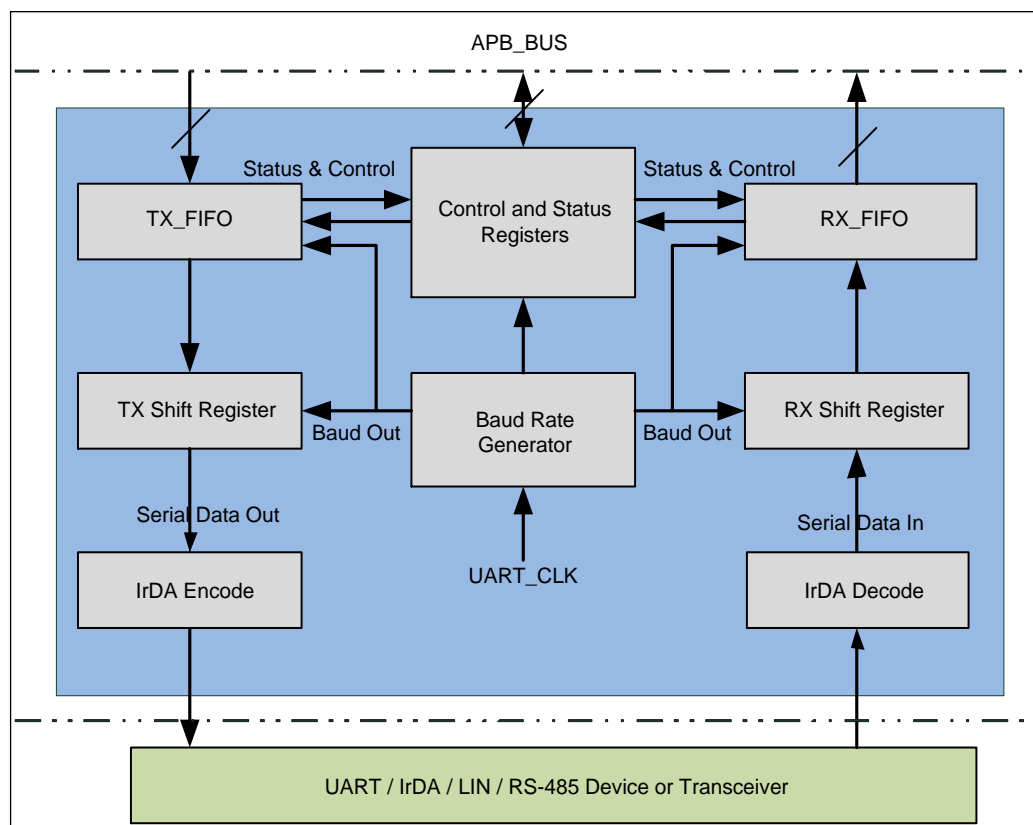 APB_BUS
Status & Control
Status & Control
TX_FIFO
Control and Status
Registers
RX_FIFO
TX Shift Register
Baud Rate
Generator
RX Shift Register
Baud Out
Baud Out
Serial Data Out
Serial Data In
IrDA Encode
UART_CLK
IrDA Decode
UART / IrDA / LIN / RS-485 Device or Transceiver